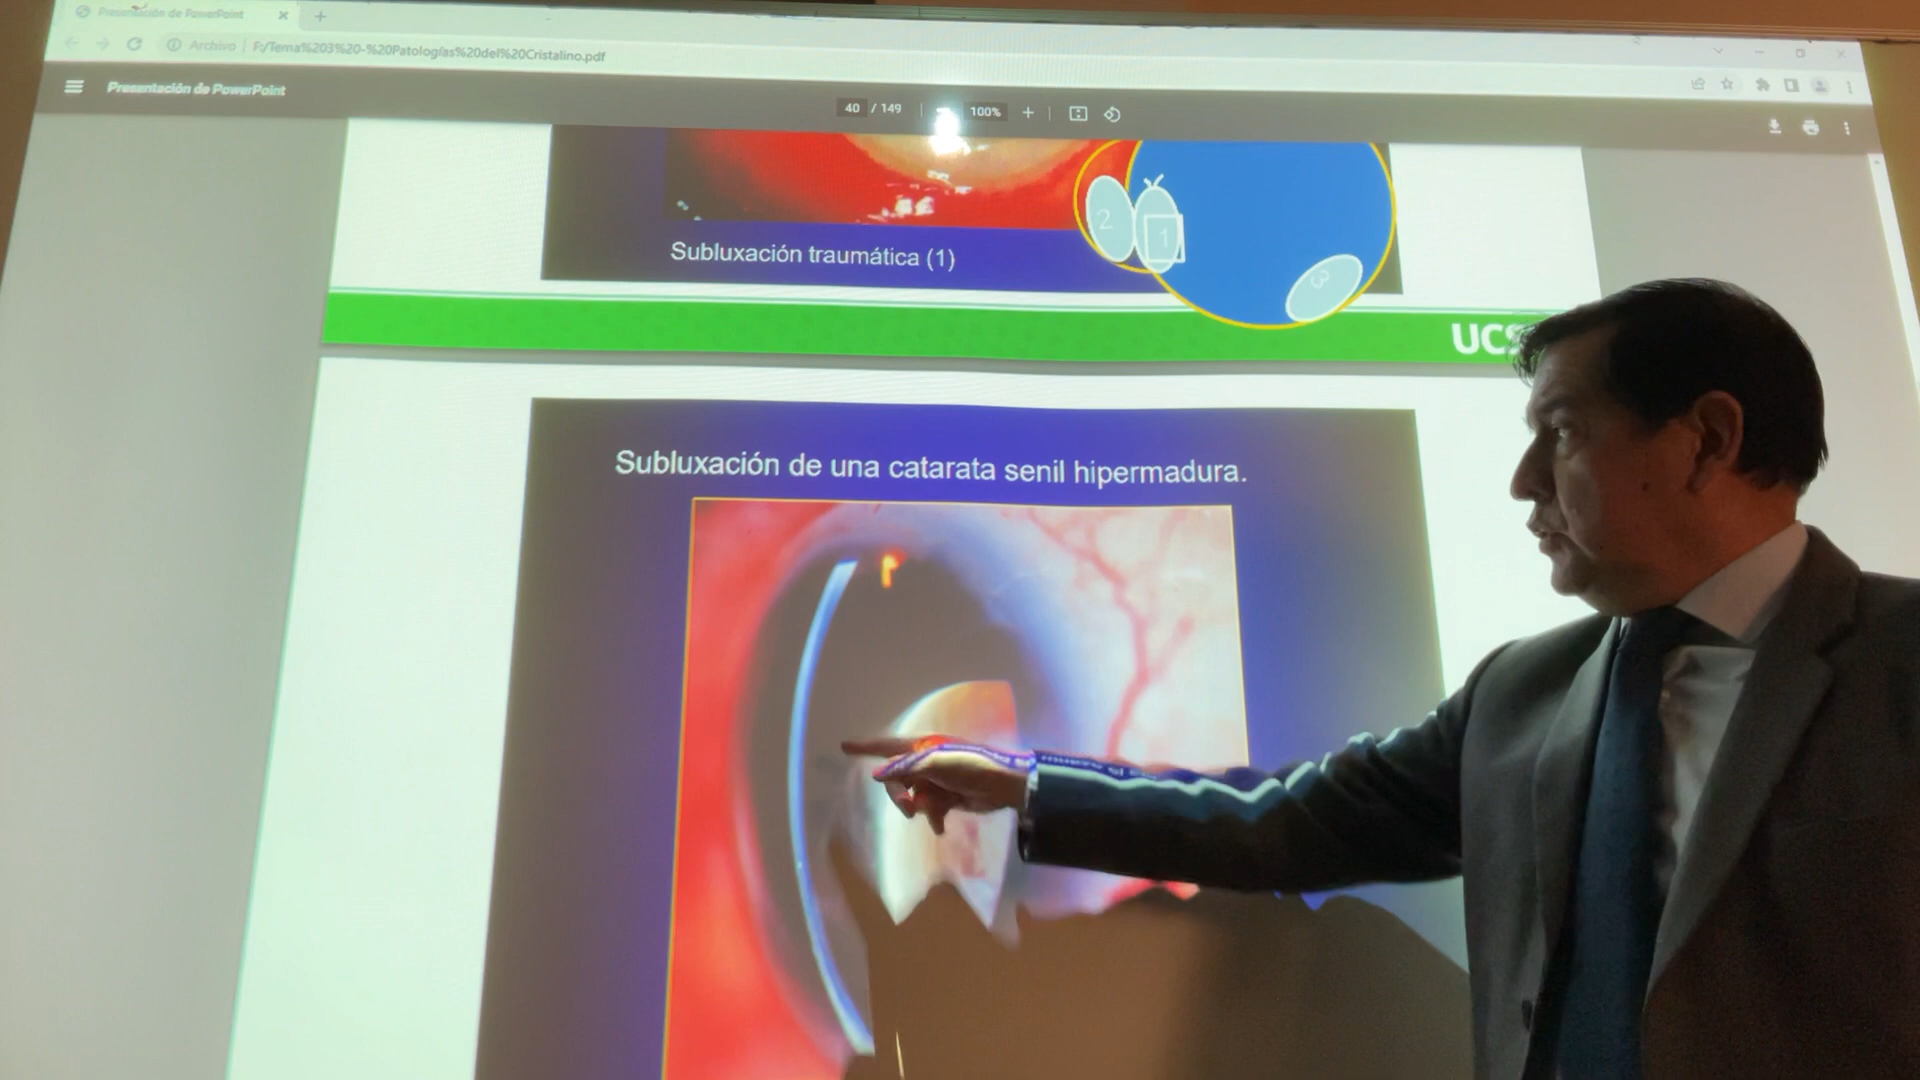 Presentación de PowerPoint
Archivo F:/Tema%203%20-%20Patologías%20del%20Cristalino.pdf
Presentación de PowerPoint
40 / 149
100%
2
1
3
Subluxación traumática (1)
Subluxación de una catarata senil hipermadura.